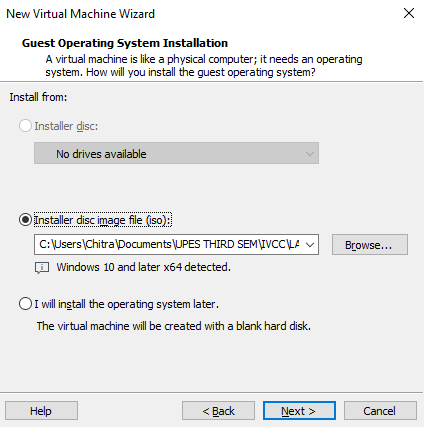 New Virtual Machine Wizard
Guest Operating System Installation
A virtual machine is like a physical computer; it needs an operating
system. How will you install the guest operating system?
Install from:
Installer disc:
No drives available
Installer disc image file (iso):
C:\Users\Chitra\Documents\UPES THIRD SEM\IVCC\LA
Browse...
Windows 10 and later x64 detected.
I will install the operating system later.
The virtual machine will be created with a blank hard disk.
Help
< Back
Next >
Cancel